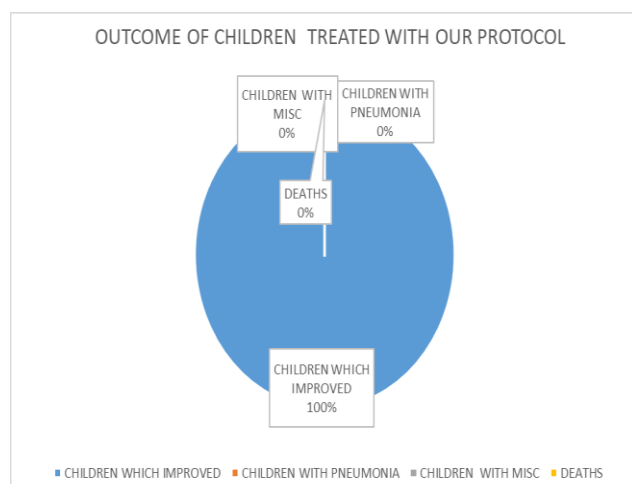 OUTCOME OF CHILDREN TREATED WITH OUR PROTOCOL
CHILDREN WITH
MISC
0%
CHILDREN WITH
PNEUMONIA
0%
DEATHS
0%
CHILDREN WHICH
IMPROVED
100%
CHILDREN WHICH IMPROVED CHILDREN WITH PNEUMONIA CHILDREN WITH MISC DEATHS